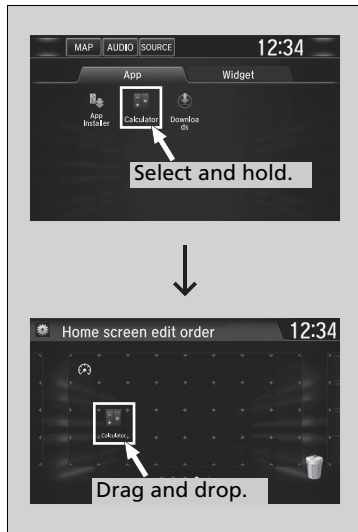 MAP AUDIO SOURCE 12:34
App Widget
App
Installer
Calculator
Downloa
ds
Select and hold.
Home screen edit order 12:34
Calculator
Drag and drop.